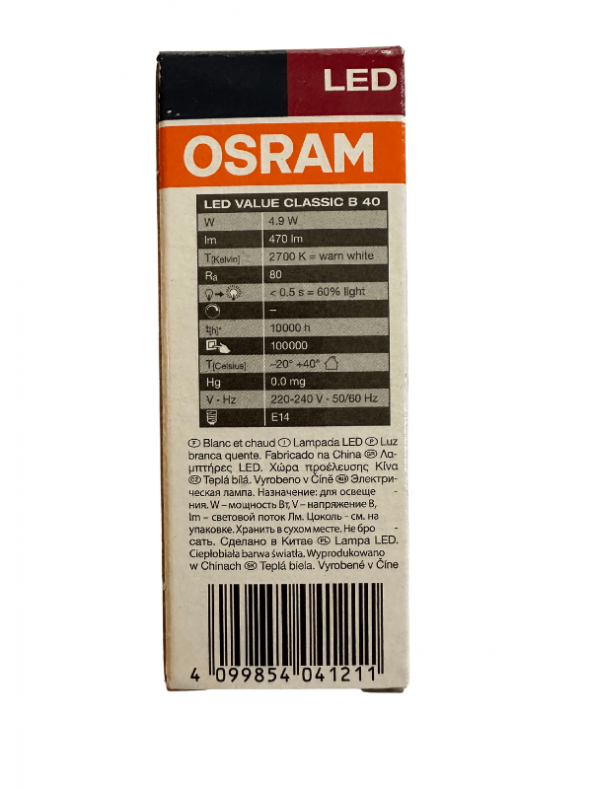 LED
OSRAM
LED VALUE CLASSIC B 40
W 4.9 W
lm 470 lm
T[Kelvin] 2700 K = warm white
Ra 80
< 0.5 s = 60% light
–
t[h]* 10000 h
100000
T[Celsius] –20° +40°
Hg 0.0 mg
V - Hz 220-240 V - 50/60 Hz
E14
Ⓕ Blanc et chaud Ⓘ Lampada LED Ⓟ Luz
branca quente. Fabricado na China ⒼⓇ Λα-
μπτήρες LED. Χώρα προέλευσης Κίνα
ⒸⓏ Teplá bílá. Vyrobeno v Číně Электри-
ческая лампа. Назначение: для освеще -
ния. W – мощность Вт, V – напряжение В,
lm – световой поток Лм. Цоколь - см. на
упаковке. Хранить в сухом месте. Не бро -
сать. Сделано в Китае ⓅⓁ Lampa LED.
Ciepłobiała barwa światła. Wyprodukowano
w Chinach ⓈⓀ Teplá biela. Vyrobené v Číne
4 099854 041211